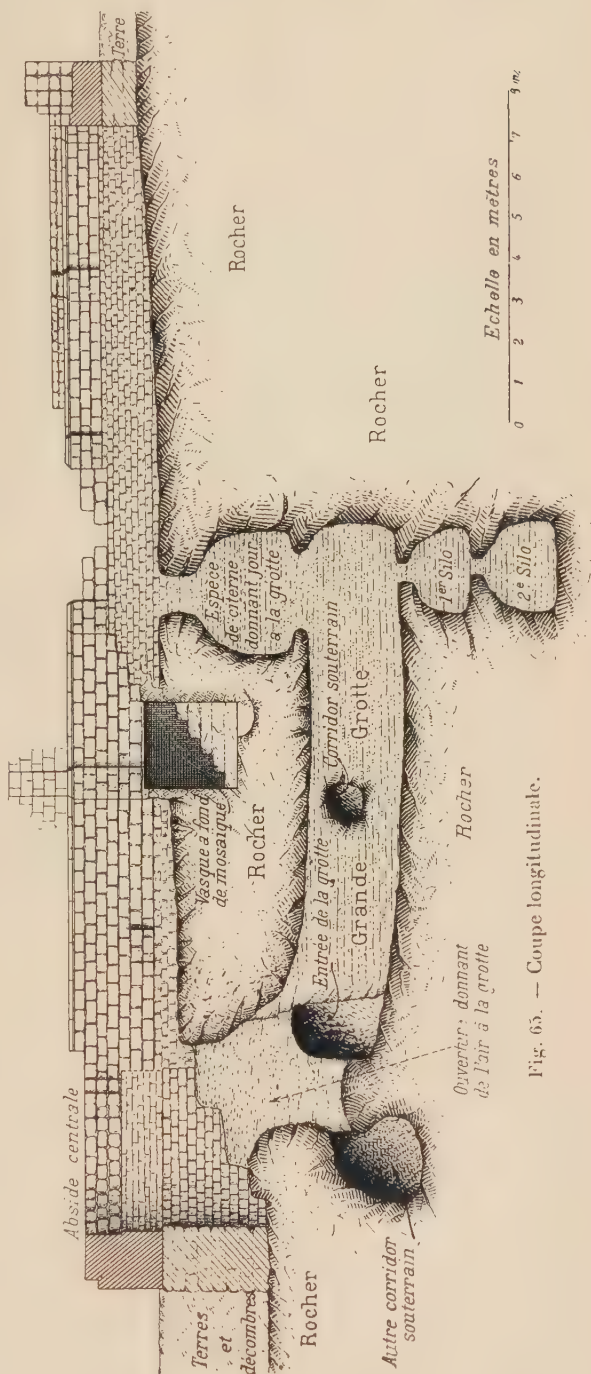 Abside centrale
Terre
Terres
et
décombres
Rocher
Vasque à fond
de mosaïque
Rocher
Espèce
de citerne
donnant jour
à la grotte
Rocher
Rocher
Entrée de la grotte
Corridor souterrain
Grande Grotte
1er Silo
2e Silo
Autre corridor
souterrain
Ouverture donnant
de l'air à la grotte
Rocher
Echelle en mètres
0 1 2 3 4 5 6 7 9 m.
Fig. 65. — Coupe longitudinale.